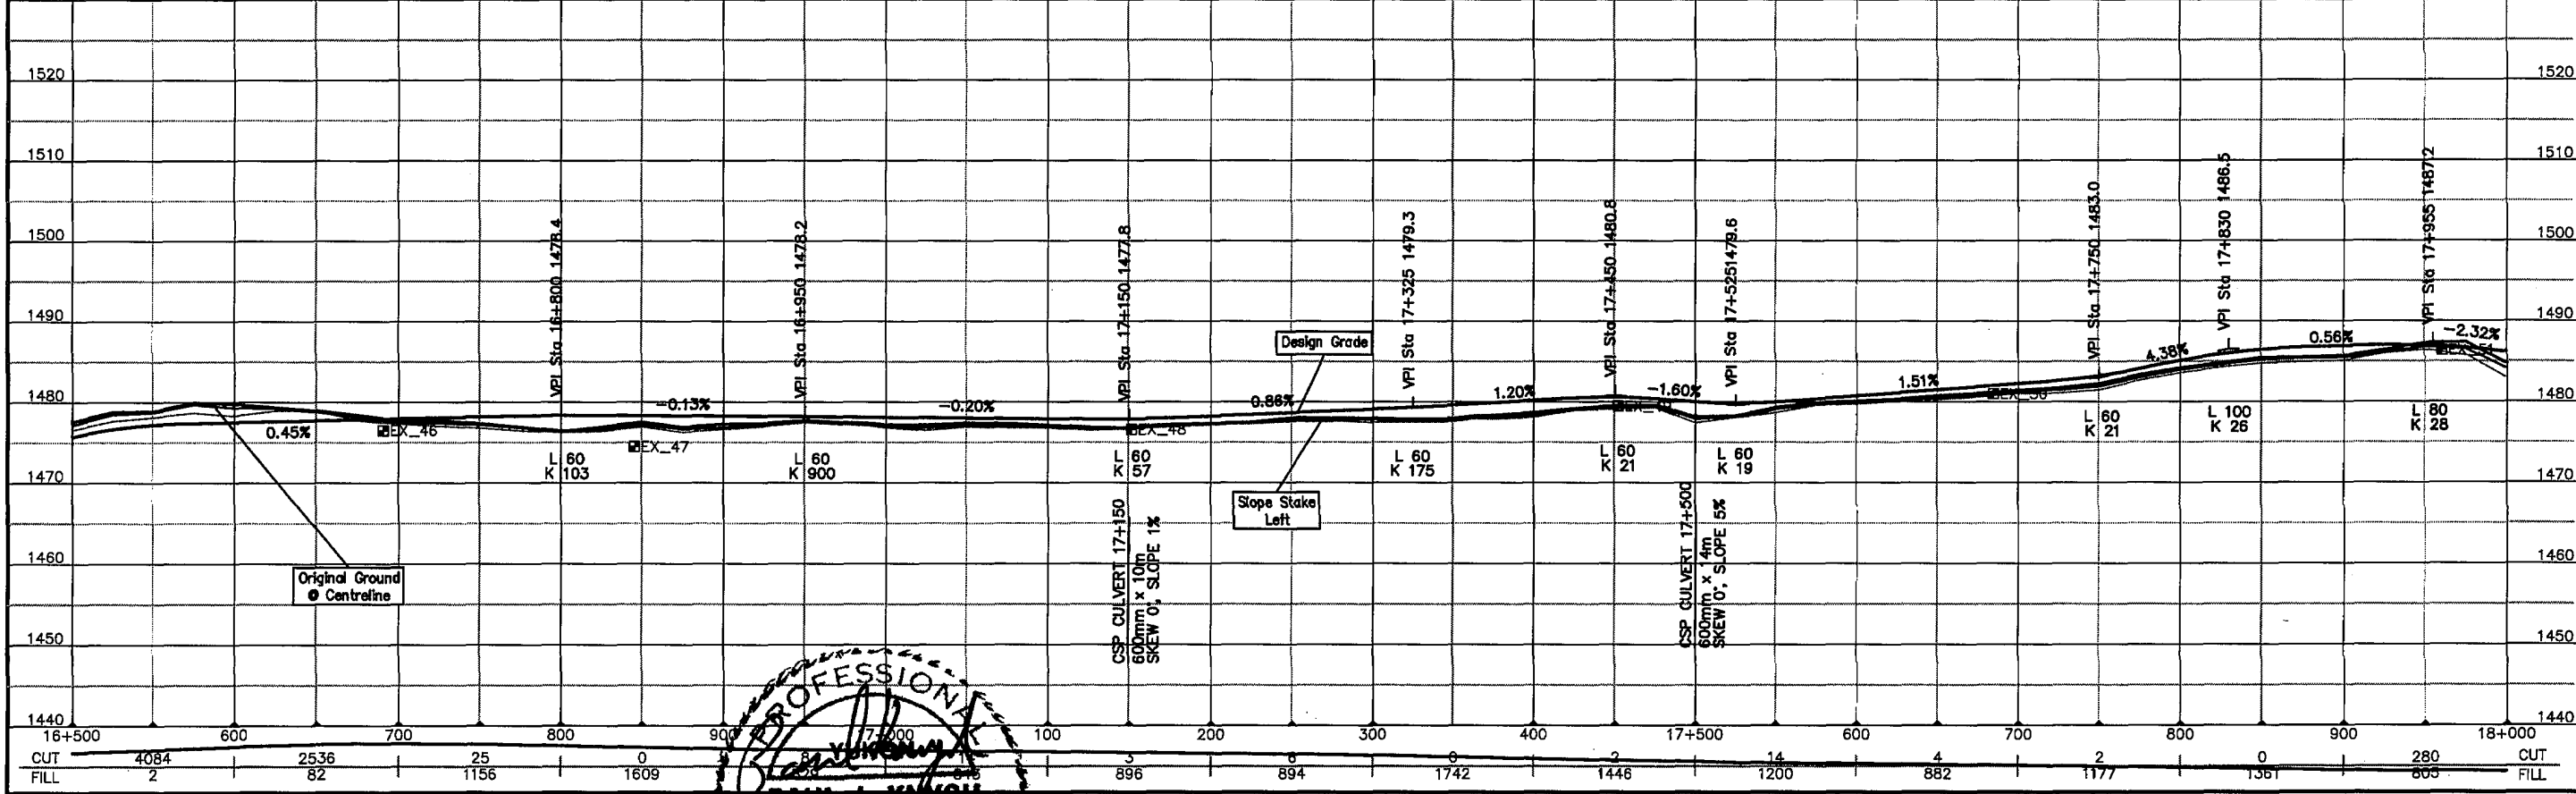 1520 1520
1510 1510
1500 1500
1490 1490
1480 1480
1470 1470
1460 1460
1450 1450
1440 1440
VPI Sta 16+800 1478.4
VPI Sta 16+950 1478.2
VPI Sta 17+150 1477.8
VPI Sta 17+325 1479.3
VPI Sta 17+450 1480.8
VPI Sta 17+525 1479.6
VPI Sta 17+750 1483.0
VPI Sta 17+830 1486.5
VPI Sta 17+955 1487.2
0.45%
-0.13%
-0.20%
0.86%
1.20%
-1.60%
1.51%
4.38%
0.56%
-2.32%
Design Grade
EX_46
EX_47
EX_48
L 60
K 103
L 60
K 900
L 60
K 57
L 60
K 175
L 60
K 21
L 60
K 19
L 60
K 21
L 100
K 26
L 80
K 28
Slope Stake
Left
Original Ground
@ Centreline
CSP CULVERT 17+150
600mm x 10m
SKEW 0°, SLOPE 1%
CSP CULVERT 17+500
600mm x 14m
SKEW 0°, SLOPE 5%
PROFESSIONAL
YUKON
16+500 600 700 800 900 17+000 100 200 300 400 17+500 600 700 800 900 18+000
CUT 4084 2536 25 0 3 6 0 2 14 4 2 0 280 CUT
FILL 2 82 1156 1609 896 894 1742 1446 1200 882 1177 1361 805 FILL